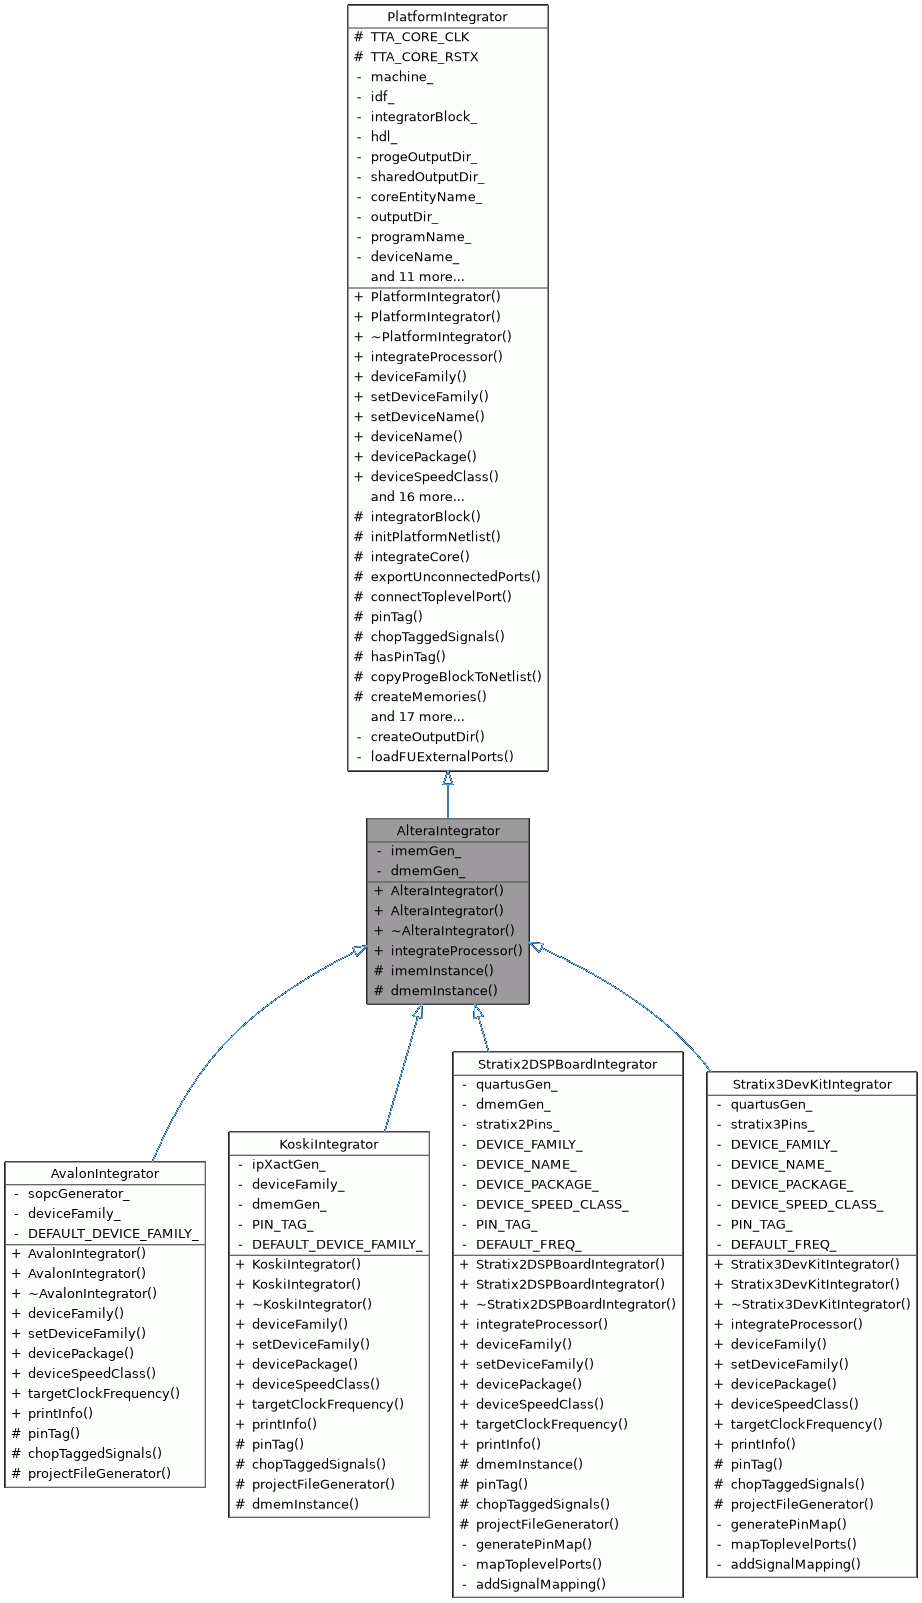 PlatformIntegrator
# TTA_CORE_CLK
# TTA_CORE_RSTX
- machine_
- idf_
- integratorBlock_
- hdl_
- progeOutputDir_
- sharedOutputDir_
- coreEntityName_
- outputDir_
- programName_
- deviceName_
and 11 more...
+ PlatformIntegrator()
+ PlatformIntegrator()
+ ~PlatformIntegrator()
+ integrateProcessor()
+ deviceFamily()
+ setDeviceFamily()
+ setDeviceName()
+ deviceName()
+ devicePackage()
+ deviceSpeedClass()
and 16 more...
# integratorBlock()
# initPlatformNetlist()
# integrateCore()
# exportUnconnectedPorts()
# connectToplevelPort()
# pinTag()
# chopTaggedSignals()
# hasPinTag()
# copyProgeBlockToNetlist()
# createMemories()
and 17 more...
- createOutputDir()
- loadFUExternalPorts()
AlteraIntegrator
- imemGen_
- dmemGen_
+ AlteraIntegrator()
+ AlteraIntegrator()
+ ~AlteraIntegrator()
+ integrateProcessor()
# imemInstance()
# dmemInstance()
AvalonIntegrator
- sopcGenerator_
- deviceFamily_
- DEFAULT_DEVICE_FAMILY_
+ AvalonIntegrator()
+ AvalonIntegrator()
+ ~AvalonIntegrator()
+ deviceFamily()
+ setDeviceFamily()
+ devicePackage()
+ deviceSpeedClass()
+ targetClockFrequency()
+ printInfo()
# pinTag()
# chopTaggedSignals()
# projectFileGenerator()
KoskiIntegrator
- ipXactGen_
- deviceFamily_
- dmemGen_
- PIN_TAG_
- DEFAULT_DEVICE_FAMILY_
+ KoskiIntegrator()
+ KoskiIntegrator()
+ ~KoskiIntegrator()
+ deviceFamily()
+ setDeviceFamily()
+ devicePackage()
+ deviceSpeedClass()
+ targetClockFrequency()
+ printInfo()
# pinTag()
# chopTaggedSignals()
# projectFileGenerator()
# dmemInstance()
Stratix2DSPBoardIntegrator
- quartusGen_
- dmemGen_
- stratix2Pins_
- DEVICE_FAMILY_
- DEVICE_NAME_
- DEVICE_PACKAGE_
- DEVICE_SPEED_CLASS_
- PIN_TAG_
- DEFAULT_FREQ_
+ Stratix2DSPBoardIntegrator()
+ Stratix2DSPBoardIntegrator()
+ ~Stratix2DSPBoardIntegrator()
+ integrateProcessor()
+ deviceFamily()
+ setDeviceFamily()
+ devicePackage()
+ deviceSpeedClass()
+ targetClockFrequency()
+ printInfo()
# dmemInstance()
# pinTag()
# chopTaggedSignals()
# projectFileGenerator()
- generatePinMap()
- mapToplevelPorts()
- addSignalMapping()
Stratix3DevKitIntegrator
- quartusGen_
- stratix3Pins_
- DEVICE_FAMILY_
- DEVICE_NAME_
- DEVICE_PACKAGE_
- DEVICE_SPEED_CLASS_
- PIN_TAG_
- DEFAULT_FREQ_
+ Stratix3DevKitIntegrator()
+ Stratix3DevKitIntegrator()
+ ~Stratix3DevKitIntegrator()
+ integrateProcessor()
+ deviceFamily()
+ setDeviceFamily()
+ devicePackage()
+ deviceSpeedClass()
+ targetClockFrequency()
+ printInfo()
# pinTag()
# chopTaggedSignals()
# projectFileGenerator()
- generatePinMap()
- mapToplevelPorts()
- addSignalMapping()